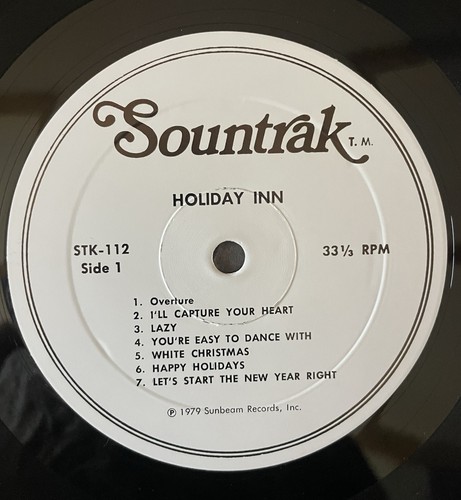 Sountrak T. M.
HOLIDAY INN
STK-112 33 1/3 RPM
Side 1
1. Overture
2. I'LL CAPTURE YOUR HEART
3. LAZY
4. YOU'RE EASY TO DANCE WITH
5. WHITE CHRISTMAS
6. HAPPY HOLIDAYS
7. LET'S START THE NEW YEAR RIGHT
℗ 1979 Sunbeam Records, Inc.